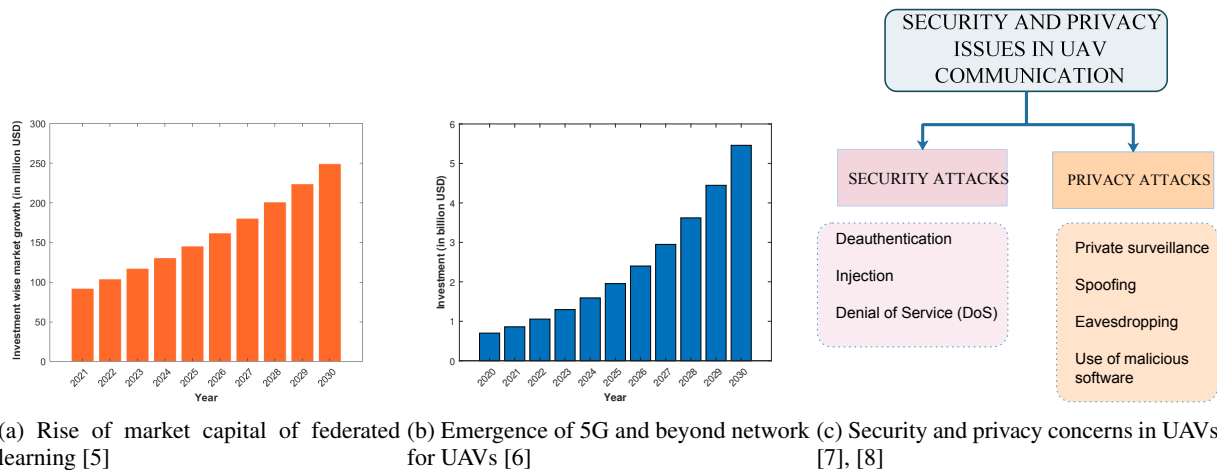 300
250
200
150
100
50
0
Investment wise market growth (in million USD)
2021
2022
2023
2024
2025
2026
2027
2028
2029
2030
Year
(a) Rise of market capital of federated
learning [5]
6
5
4
3
2
1
0
Investment (in billion USD)
2020
2021
2022
2023
2024
2025
2026
2027
2028
2029
2030
Year
(b) Emergence of 5G and beyond network
for UAVs [6]
SECURITY AND PRIVACY
ISSUES IN UAV
COMMUNICATION
SECURITY ATTACKS
PRIVACY ATTACKS
Deauthentication
Injection
Denial of Service (DoS)
Private surveillance
Spoofing
Eavesdropping
Use of malicious
software
(c) Security and privacy concerns in UAVs
[7], [8]